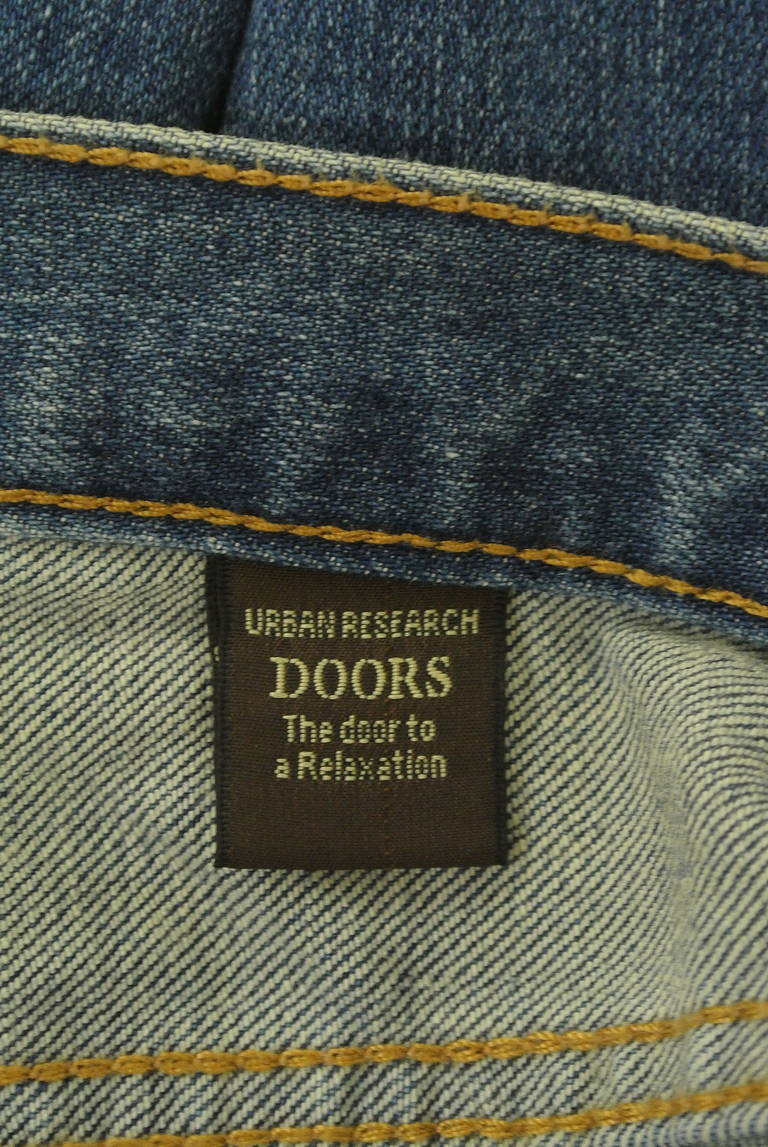 URBAN RESEARCH
DOORS
The door to
a Relaxation